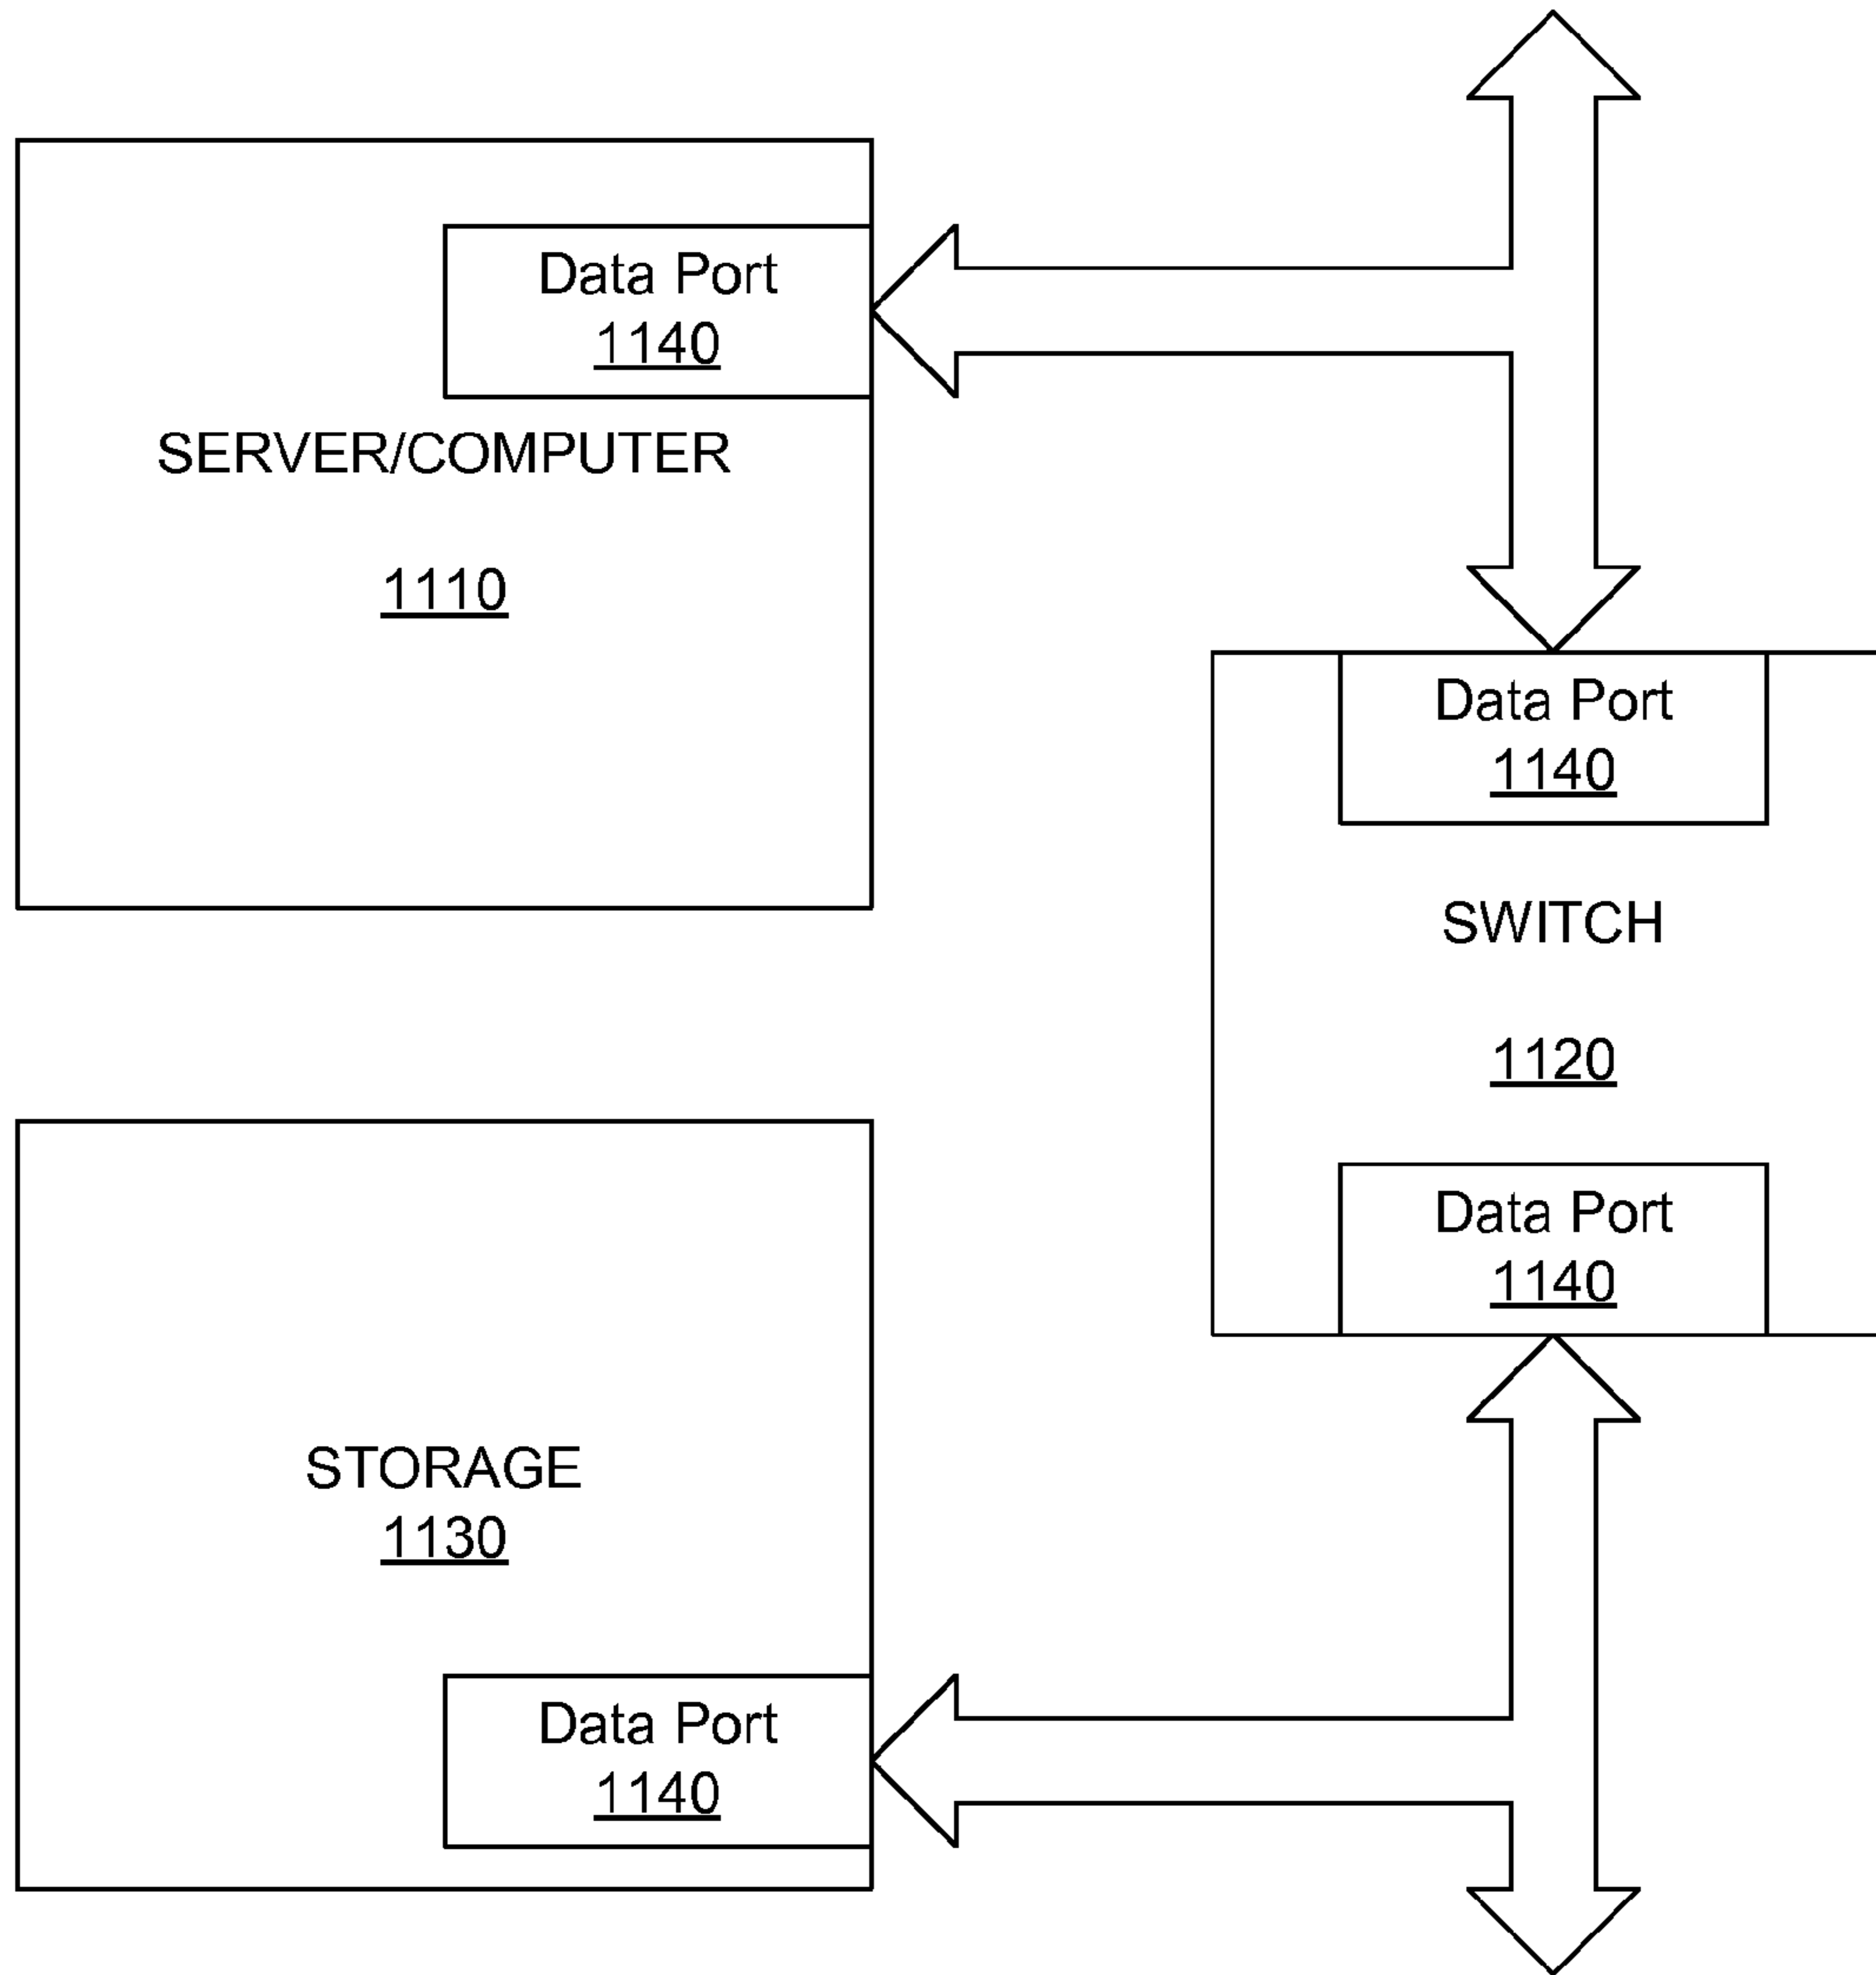 Data Port
1140
SERVER/COMPUTER
1110
Data Port
1140
SWITCH
1120
Data Port
1140
STORAGE
1130
Data Port
1140